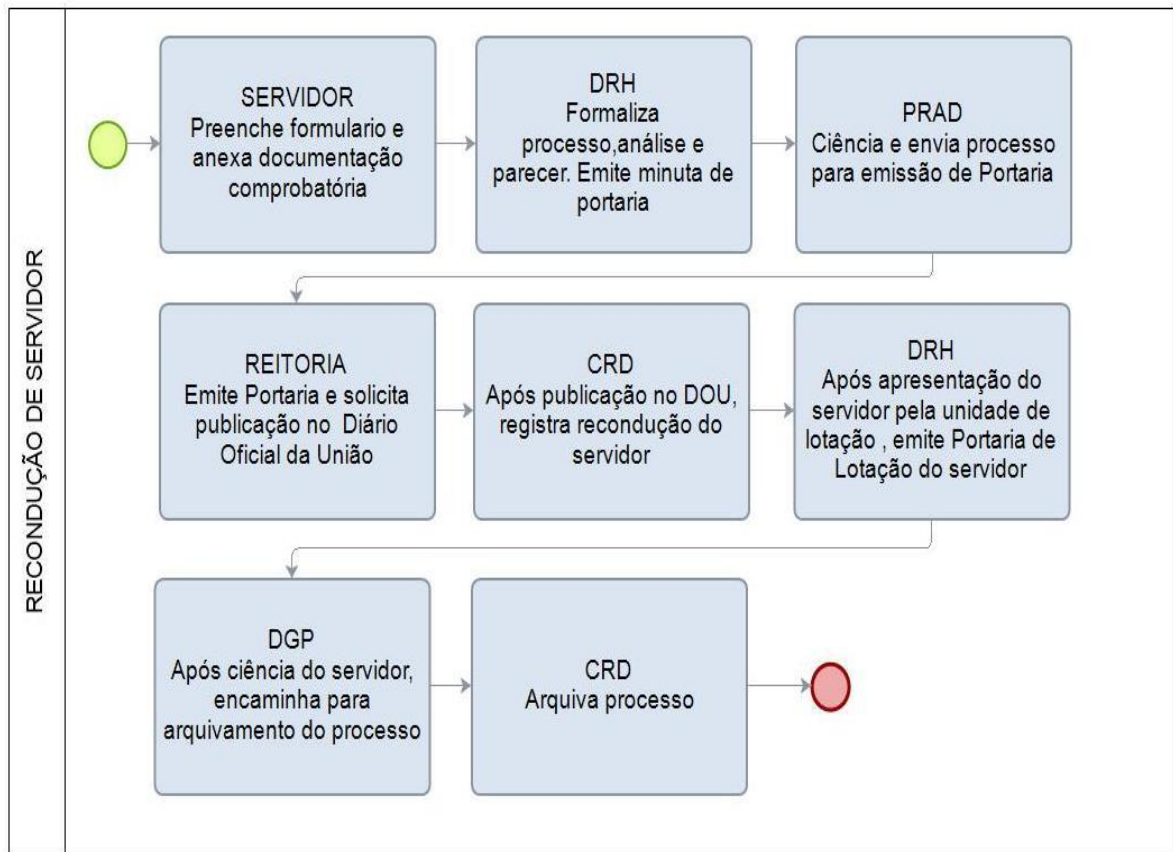 RECONDUÇÃO DE SERVIDOR
SERVIDOR
Preenche formulario e
anexa documentação
comprobatória
DRH
Formaliza
processo,análise e
parecer. Emite minuta de
portaria
PRAD
Ciência e envia processo
para emissão de Portaria
REITORIA
Emite Portaria e solicita
publicação no Diário
Oficial da União
CRD
Após publicação no DOU,
registra recondução do
servidor
DRH
Após apresentação do
servidor pela unidade de
lotação , emite Portaria de
Lotação do servidor
DGP
Após ciência do servidor,
encaminha para
arquivamento do processo
CRD
Arquiva processo